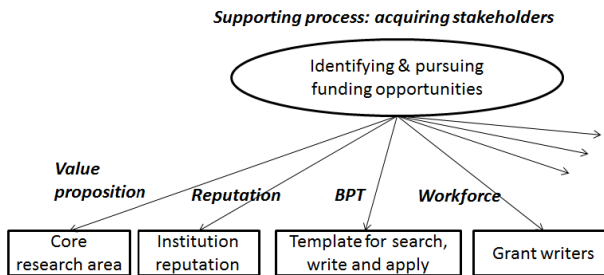 Supporting process: acquiring stakeholders
Identifying & pursuing
funding opportunities
Value
proposition
Reputation
BPT
Workforce
Core
research area
Institution
reputation
Template for search,
write and apply
Grant writers